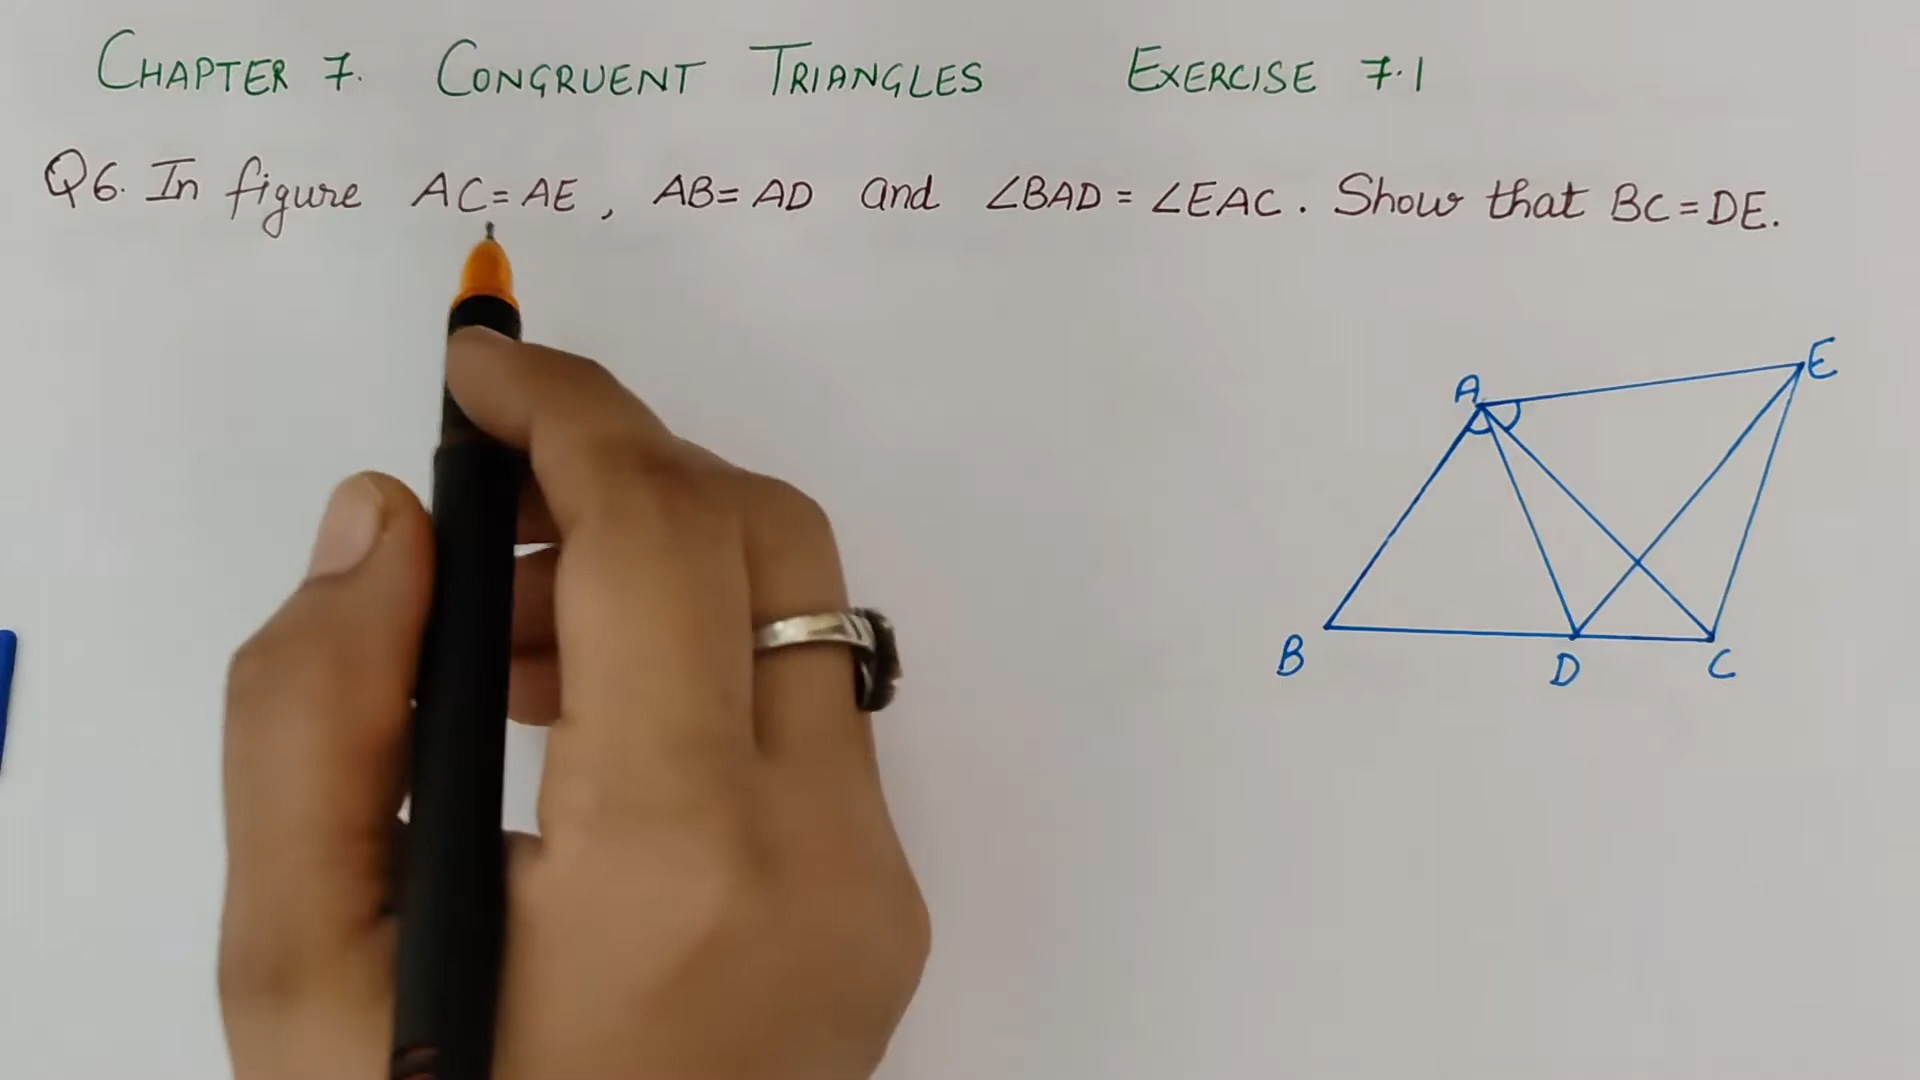 CHAPTER 7. CONGRUENT TRIANGLES EXERCISE 7.1
Q6. In figure AC=AE, AB=AD and ∠BAD=∠EAC. Show that BC=DE.
E
A
B
D
C